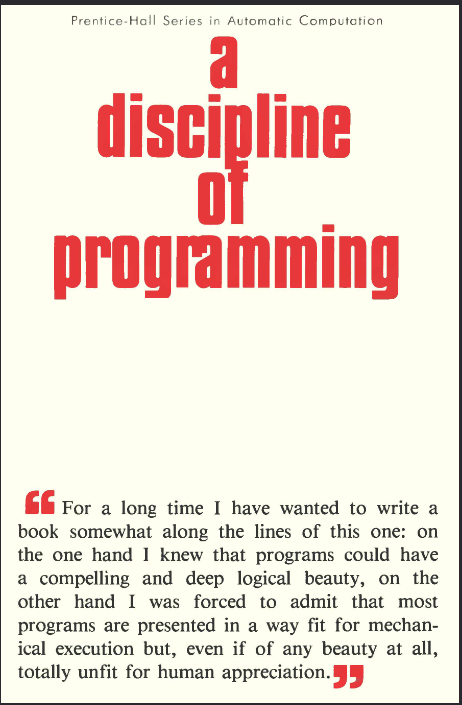 Prentice-Hall Series in Automatic Computation
a
discipline
of
programming
“For a long time I have wanted to write a
book somewhat along the lines of this one: on
the one hand I knew that programs could have
a compelling and deep logical beauty, on the
other hand I was forced to admit that most
programs are presented in a way fit for mechan-
ical execution but, even if of any beauty at all,
totally unfit for human appreciation.”